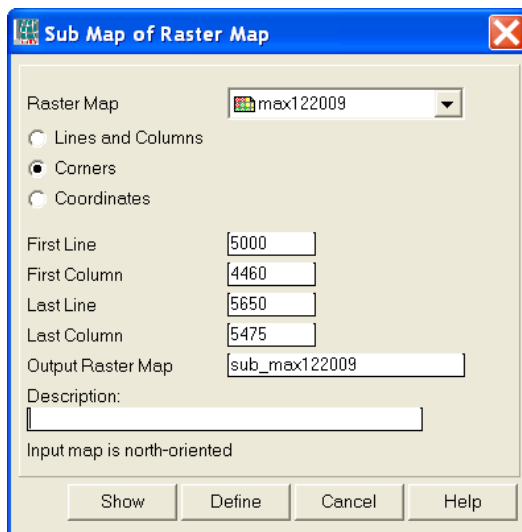 Sub Map of Raster Map
Raster Map max122009
Lines and Columns
Corners
Coordinates
First Line 5000
First Column 4460
Last Line 5650
Last Column 5475
Output Raster Map sub_max122009
Description:
Input map is north-oriented
Show Define Cancel Help